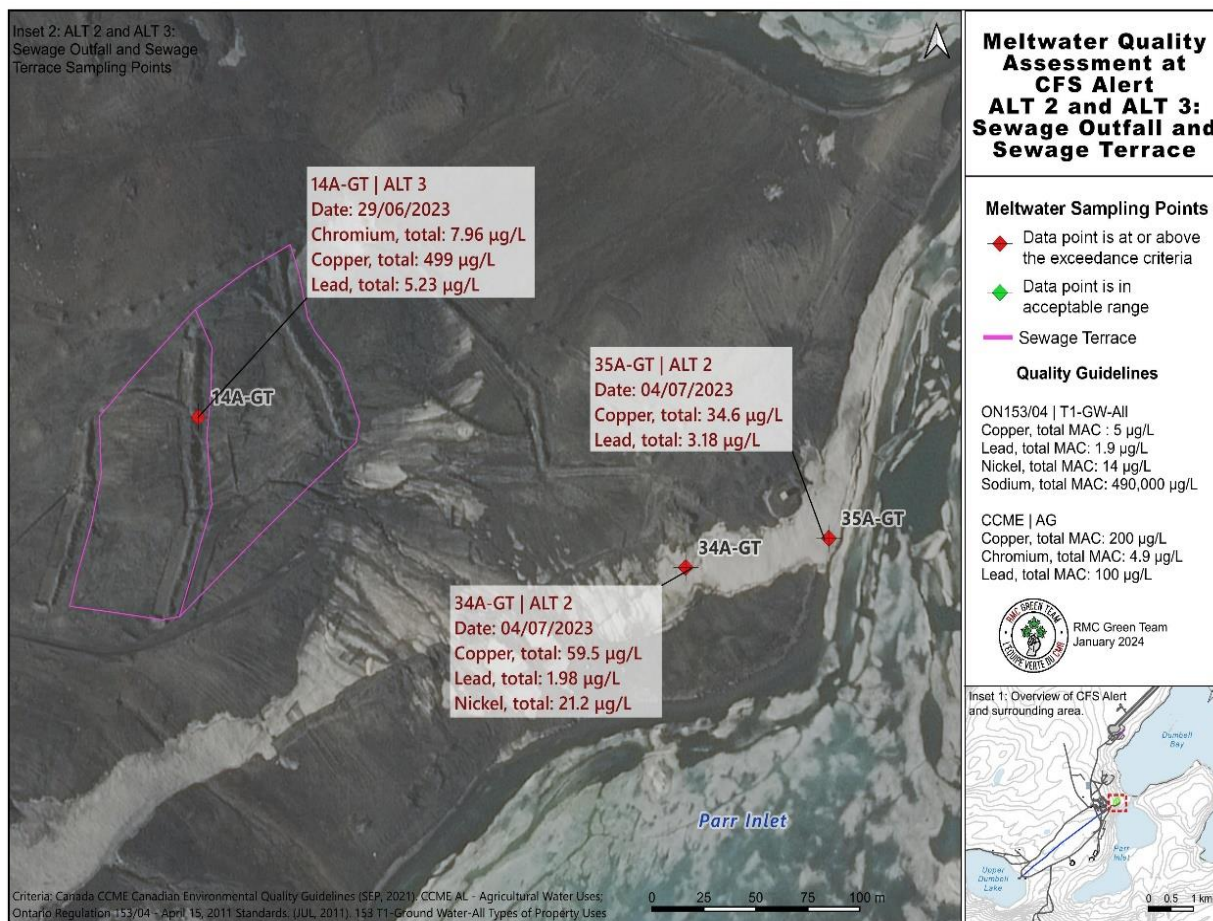 Inset 2: ALT 2 and ALT 3:
Sewage Outfall and Sewage
Terrace Sampling Points
14A-GT | ALT 3
Date: 29/06/2023
Chromium, total: 7.96 µg/L
Copper, total: 499 µg/L
Lead, total: 5.23 µg/L
14A-GT
35A-GT | ALT 2
Date: 04/07/2023
Copper, total: 34.6 µg/L
Lead, total: 3.18 µg/L
35A-GT
34A-GT
34A-GT | ALT 2
Date: 04/07/2023
Copper, total: 59.5 µg/L
Lead, total: 1.98 µg/L
Nickel, total: 21.2 µg/L
Parr Inlet
Criteria: Canada CCME Canadian Environmental Quality Guidelines (SEP, 2021). CCME AL - Agricultural Water Uses;
Ontario Regulation 153/04 - April 15, 2011 Standards. (JUL, 2011). 153 T1-Ground Water-All Types of Property Uses
0 50 100 m
Meltwater Quality
Assessment at
CFS Alert
ALT 2 and ALT 3:
Sewage Outfall and
Sewage Terrace
Meltwater Sampling Points
Data point is at or above
the exceedance criteria
Data point is in
acceptable range
Sewage Terrace
Quality Guidelines
ON153/04 | T1-GW-All
Copper, total MAC : 5 µg/L
Lead, total MAC: 1.9 µg/L
Nickel, total MAC: 14 µg/L
Sodium, total MAC: 490,000 µg/L
CCME | AG
Copper, total MAC: 200 µg/L
Chromium, total MAC: 4.9 µg/L
Lead, total MAC: 100 µg/L
RMC GREEN TEAM
L'ÉQUIPE VERTE DU CMR
RMC Green Team
January 2024
Inset 1: Overview of CFS Alert
and surrounding area.
Dumbell
Bay
Parr
Inlet
Upper
Dumbell
Lake
0 0.5 1 km